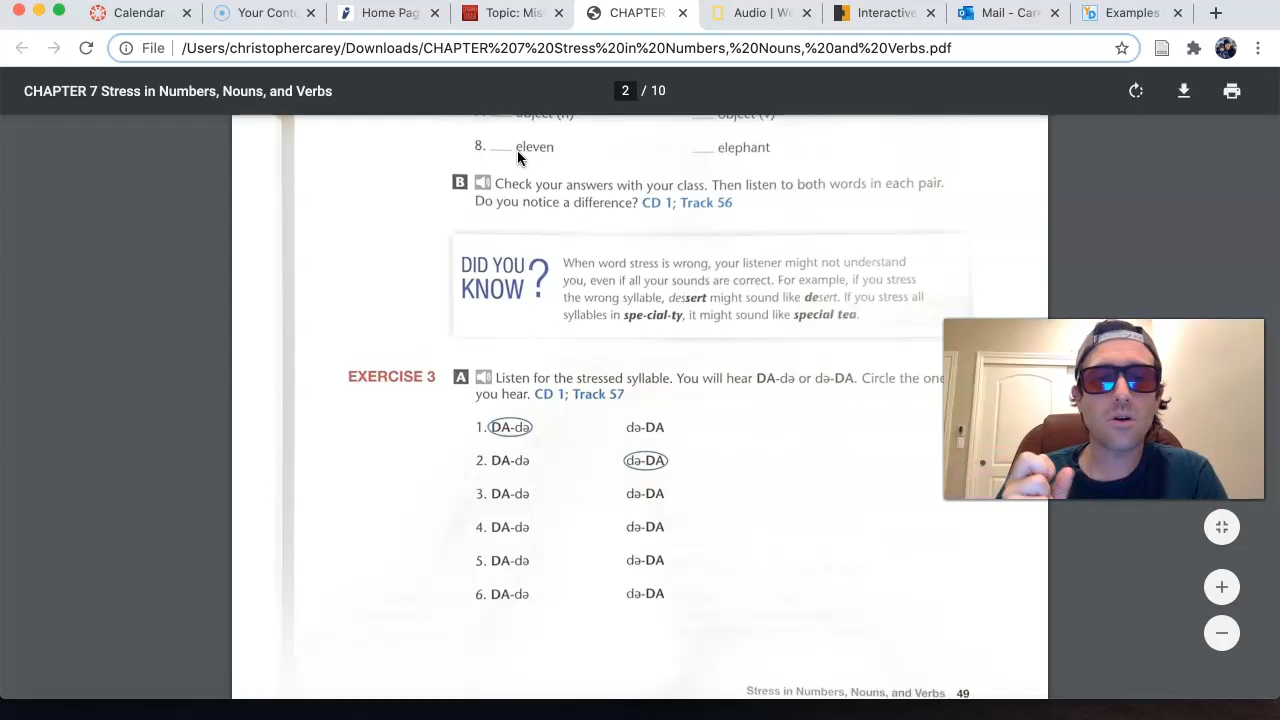 Calendar
Your Cont
Home Pag
Topic: Mis
CHAPTER
Audio | We
Interactive
Mail - Care
Examples
File
/Users/christophercarey/Downloads/CHAPTER%207%20Stress%20in%20Numbers,%20Nouns,%20and%20Verbs.pdf
CHAPTER 7 Stress in Numbers, Nouns, and Verbs
2 / 10
object (n) object (v)
8. ___ eleven ___ elephant
B Check your answers with your class. Then listen to both words in each pair.
Do you notice a difference? CD 1; Track 56
DID YOU
KNOW ?
When word stress is wrong, your listener might not understand
you, even if all your sounds are correct. For example, if you stress
the wrong syllable, dessert might sound like desert. If you stress all
syllables in spe-cial-ty, it might sound like special tea.
EXERCISE 3 A Listen for the stressed syllable. You will hear DA-də or də-DA. Circle the one
you hear. CD 1; Track 57
1. DA-də də-DA
2. DA-də də-DA
3. DA-də də-DA
4. DA-də də-DA
5. DA-də də-DA
6. DA-də də-DA
Stress in Numbers, Nouns, and Verbs 49